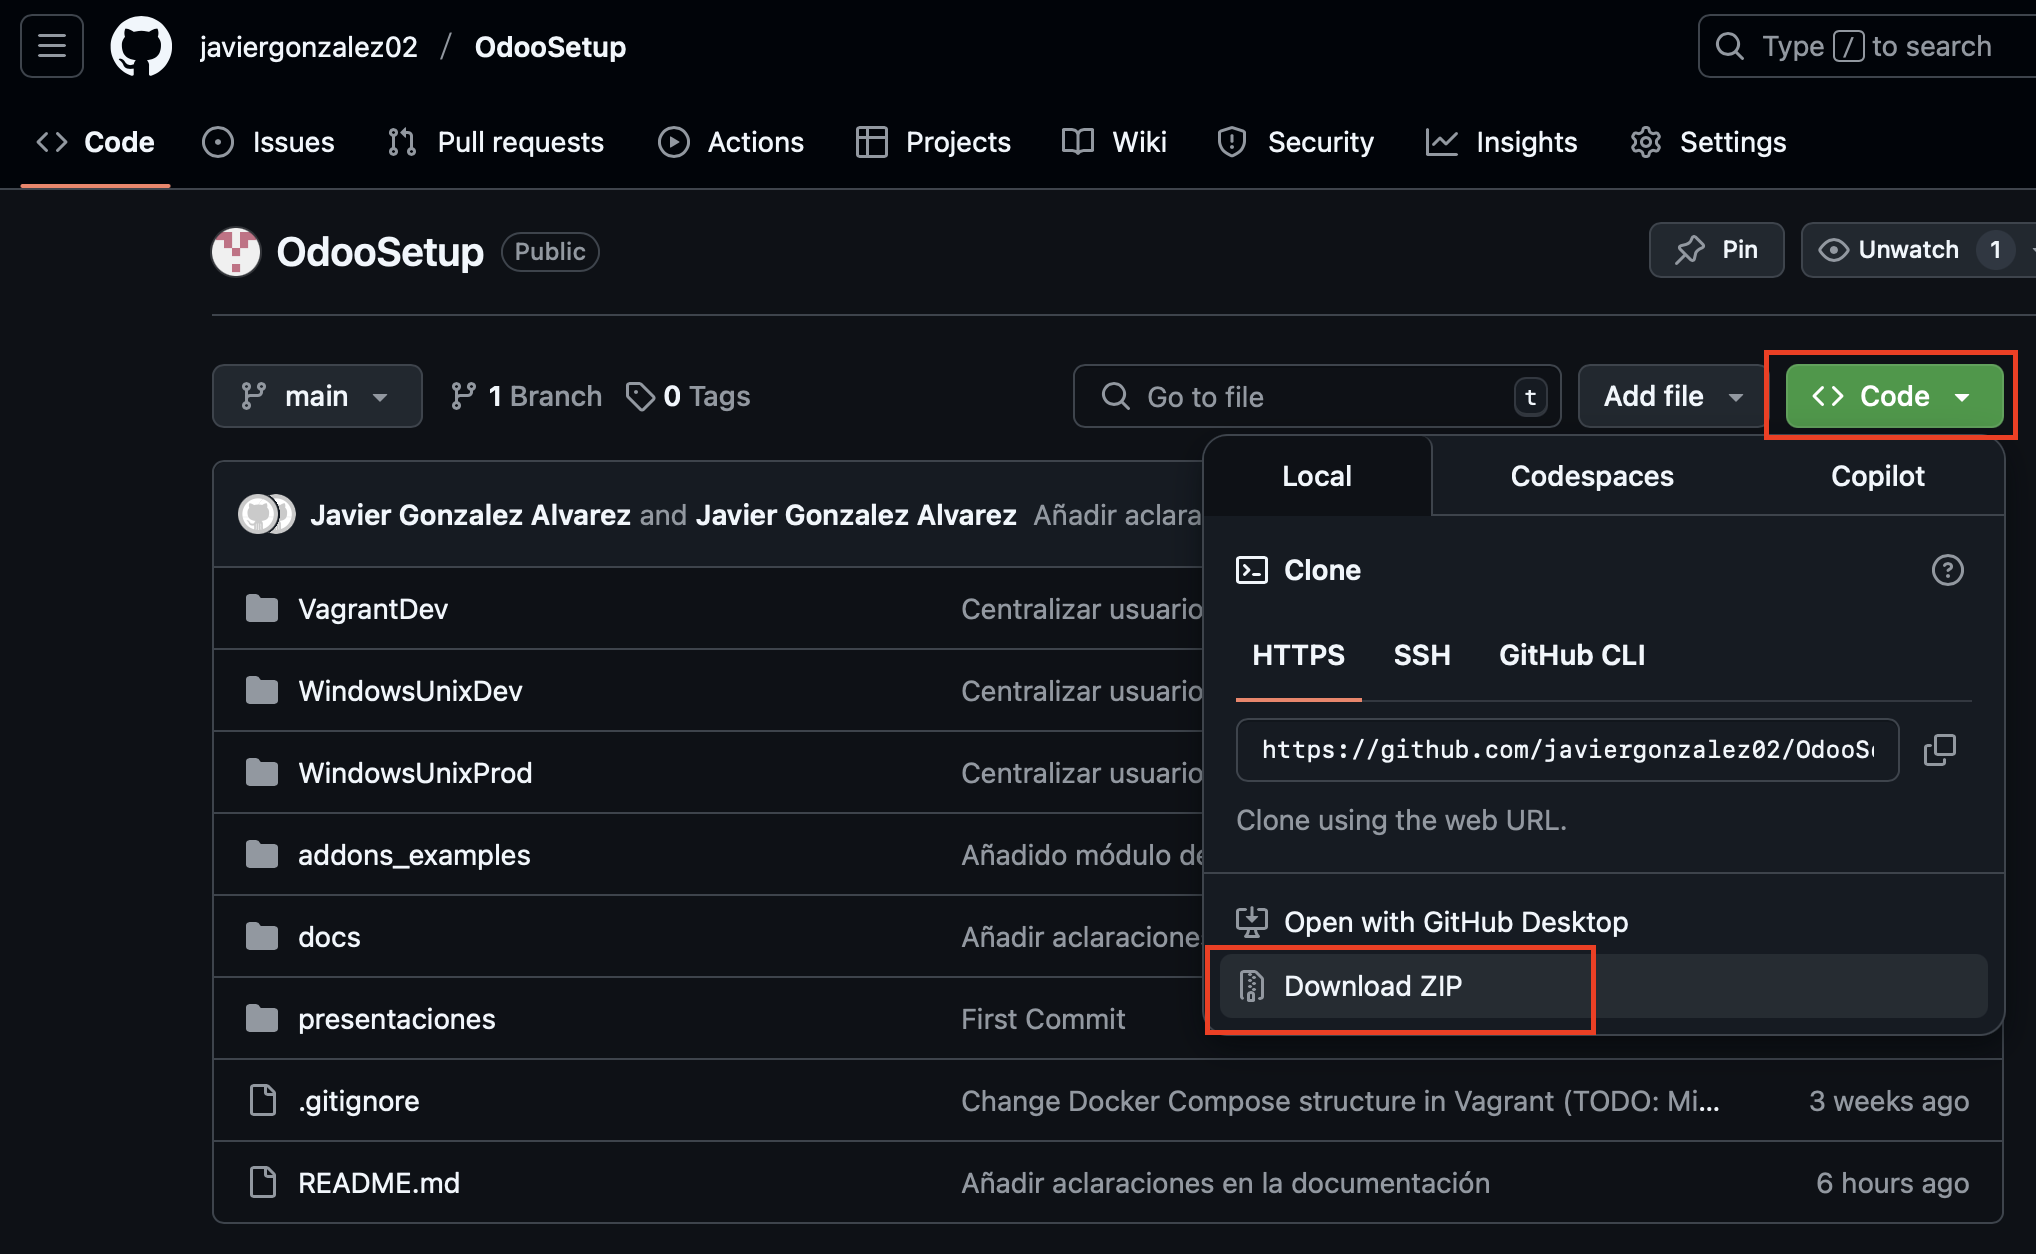 javiergonzalez02 / OdooSetup
Type / to search
Code Issues Pull requests Actions Projects Wiki Security Insights Settings
OdooSetup Public
Pin Unwatch 1
main 1 Branch 0 Tags
Go to file t
Add file
Code
Local Codespaces Copilot
Javier Gonzalez Alvarez and Javier Gonzalez Alvarez Añadir aclara
Clone
VagrantDev Centralizar usuario
HTTPS SSH GitHub CLI
WindowsUnixDev Centralizar usuario
https://github.com/javiergonzalez02/OdooS
WindowsUnixProd Centralizar usuario
Clone using the web URL.
addons_examples Añadido módulo de
Open with GitHub Desktop
docs Añadir aclaracione
Download ZIP
presentaciones First Commit
.gitignore Change Docker Compose structure in Vagrant (TODO: Mi... 3 weeks ago
README.md Añadir aclaraciones en la documentación 6 hours ago